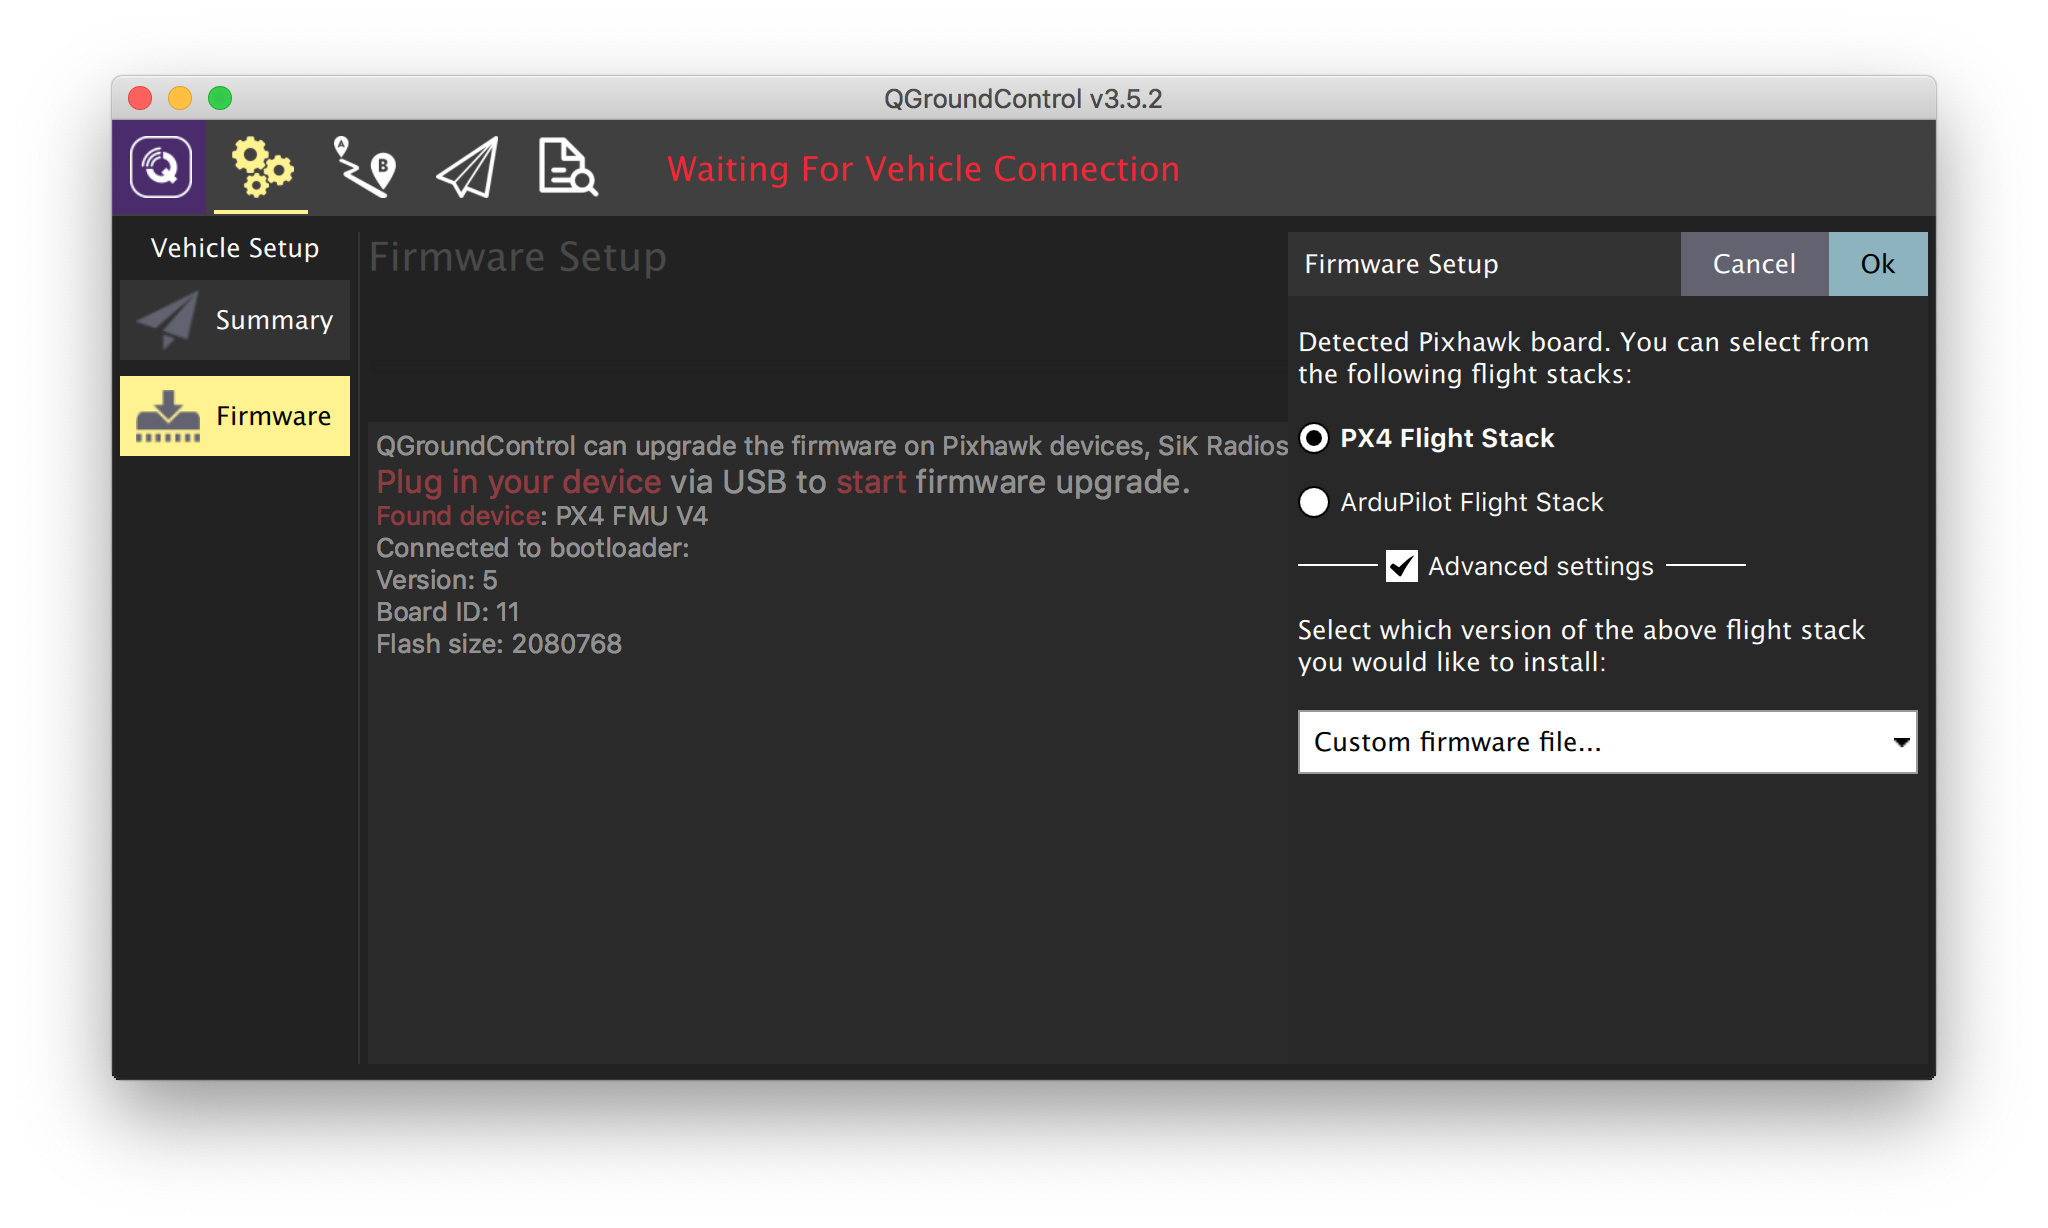 QGroundControl v3.5.2
A
B
Waiting For Vehicle Connection
Vehicle Setup
Summary
Firmware
Firmware Setup
QGroundControl can upgrade the firmware on Pixhawk devices, SiK Radios
Plug in your device via USB to start firmware upgrade.
Found device: PX4 FMU V4
Connected to bootloader:
Version: 5
Board ID: 11
Flash size: 2080768
Firmware Setup
Cancel
Ok
Detected Pixhawk board. You can select from
the following flight stacks:
PX4 Flight Stack
ArduPilot Flight Stack
Advanced settings
Select which version of the above flight stack
you would like to install:
Custom firmware file...